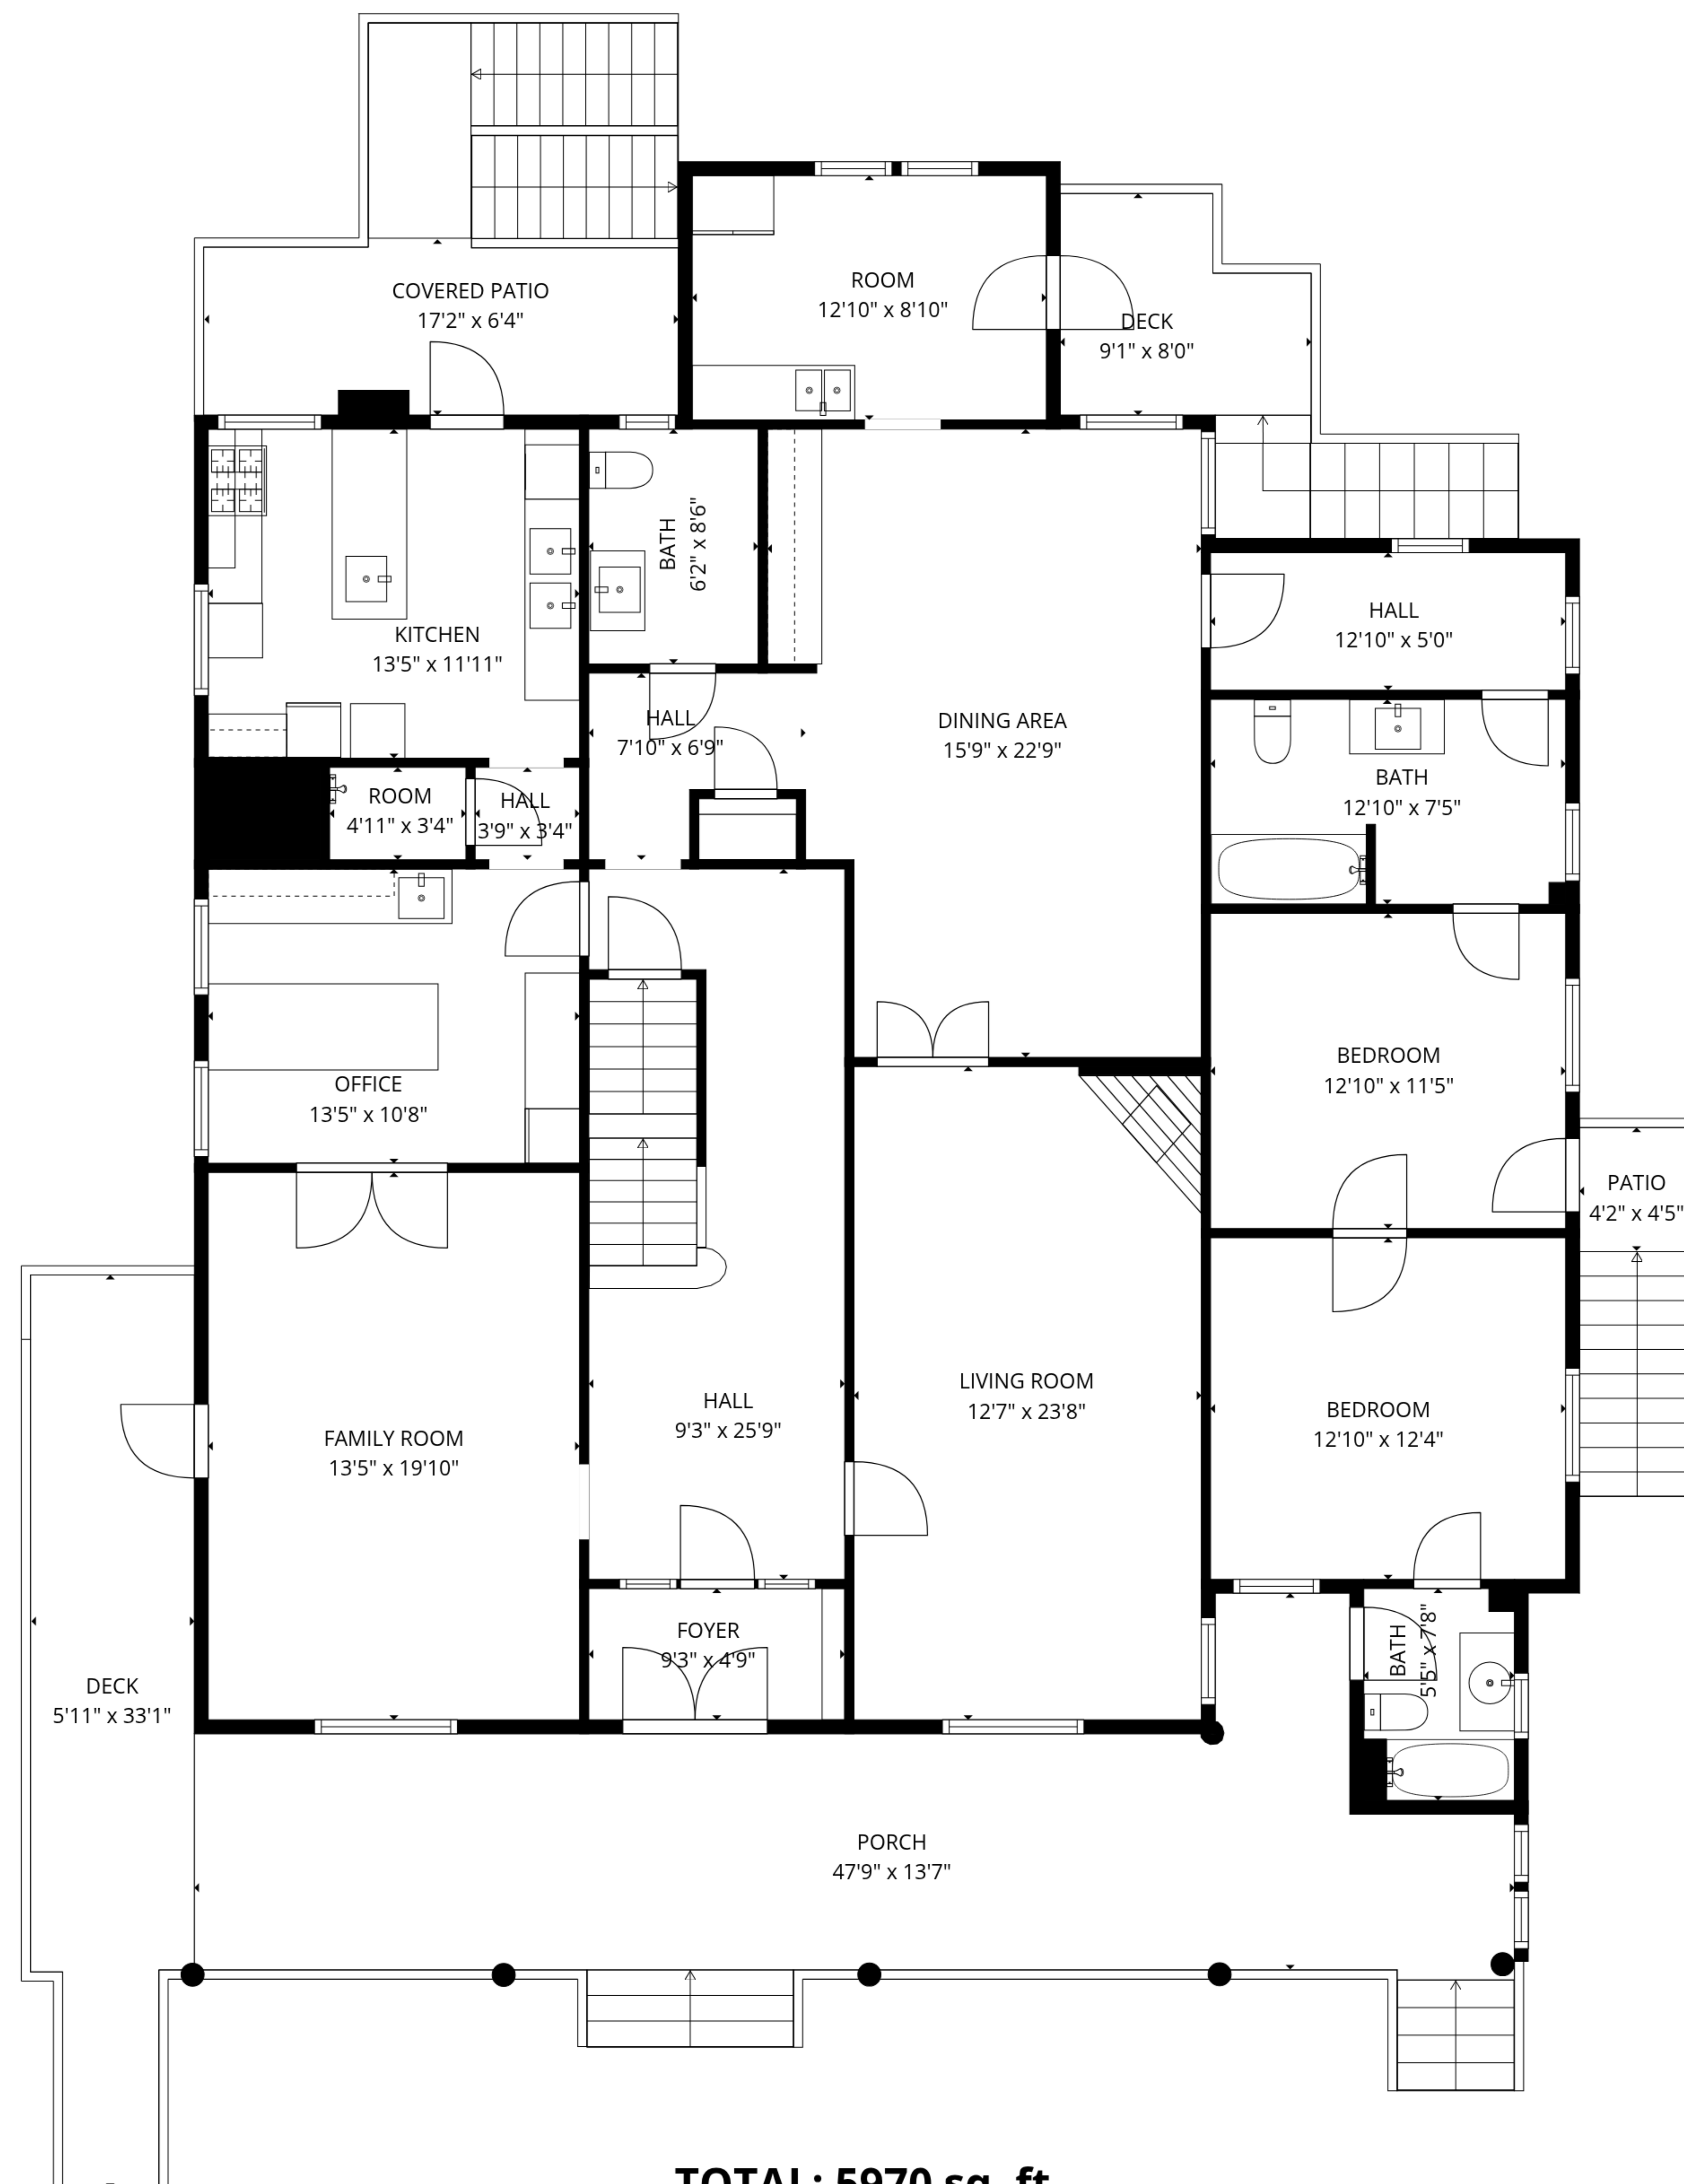 COVERED PATIO
17'2" x 6'4"
ROOM
12'10" x 8'10"
DECK
9'1" x 8'0"
KITCHEN
13'5" x 11'11"
BATH
6'2" x 8'6"
HALL
12'10" x 5'0"
HALL
7'10" x 6'9"
DINING AREA
15'9" x 22'9"
BATH
12'10" x 7'5"
ROOM
4'11" x 3'4"
HALL
3'9" x 3'4"
OFFICE
13'5" x 10'8"
BEDROOM
12'10" x 11'5"
PATIO
4'2" x 4'5"
FAMILY ROOM
13'5" x 19'10"
HALL
9'3" x 25'9"
LIVING ROOM
12'7" x 23'8"
BEDROOM
12'10" x 12'4"
FOYER
9'3" x 4'9"
BATH
5'5" x 7'8"
DECK
5'11" x 33'1"
PORCH
47'9" x 13'7"
TOTAL: 5970 sq. ft